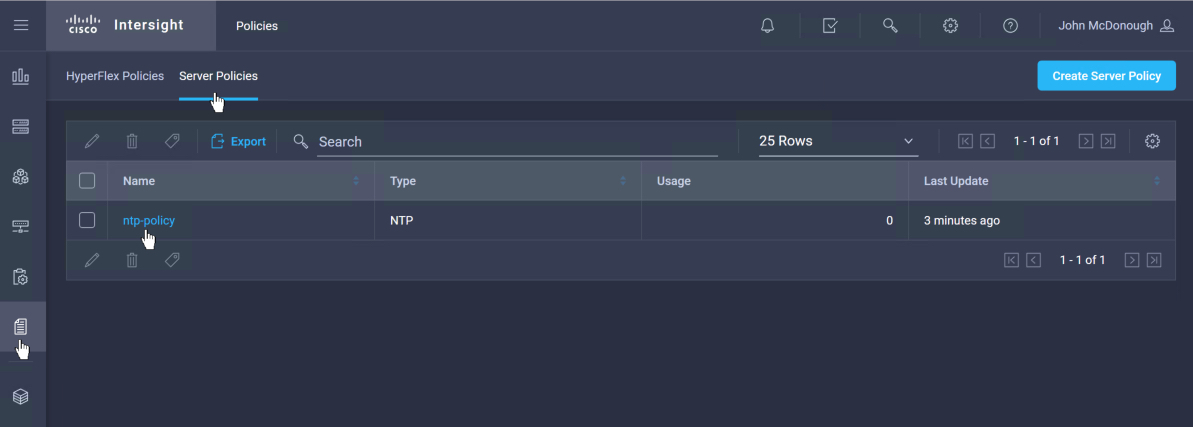 CISCO Intersight Policies John McDonough
HyperFlex Policies Server Policies Create Server Policy
Export Search 25 Rows 1 - 1 of 1
Name Type Usage Last Update
ntp-policy NTP 0 3 minutes ago
1 - 1 of 1